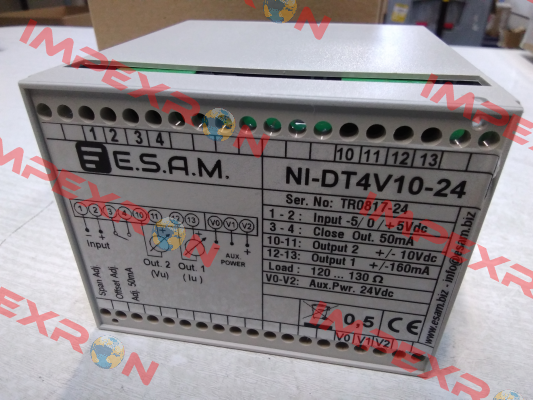 1 2 3 4
10 11 12 13
E.S.A.M.
NI-DT4V10-24
Ser. No: TR0817-24
1 - 2 : Input -5/ 0 / +5Vdc
3 - 4 : Close Out. 50mA
10-11: Output 2 +/- 10Vdc
12-13: Output 1 +/-160mA
Load : 120 ... 130 Ω
V0-V2: Aux.Pwr. 24Vdc
1 2 3 4 10 11 12 13 V0 V1 V2
Input
Out. 2
(Vu)
Out. 1
(Iu)
AUX
POWER
Span Adj.
Offset Adj.
Adj. 50mA
0,5 CE
V0 V1 V2
www.esam.biz - info@esam.biz
IMPEXRON
IMPEXRON
IMPEXRON
IMPEXRON
IMPEXRON